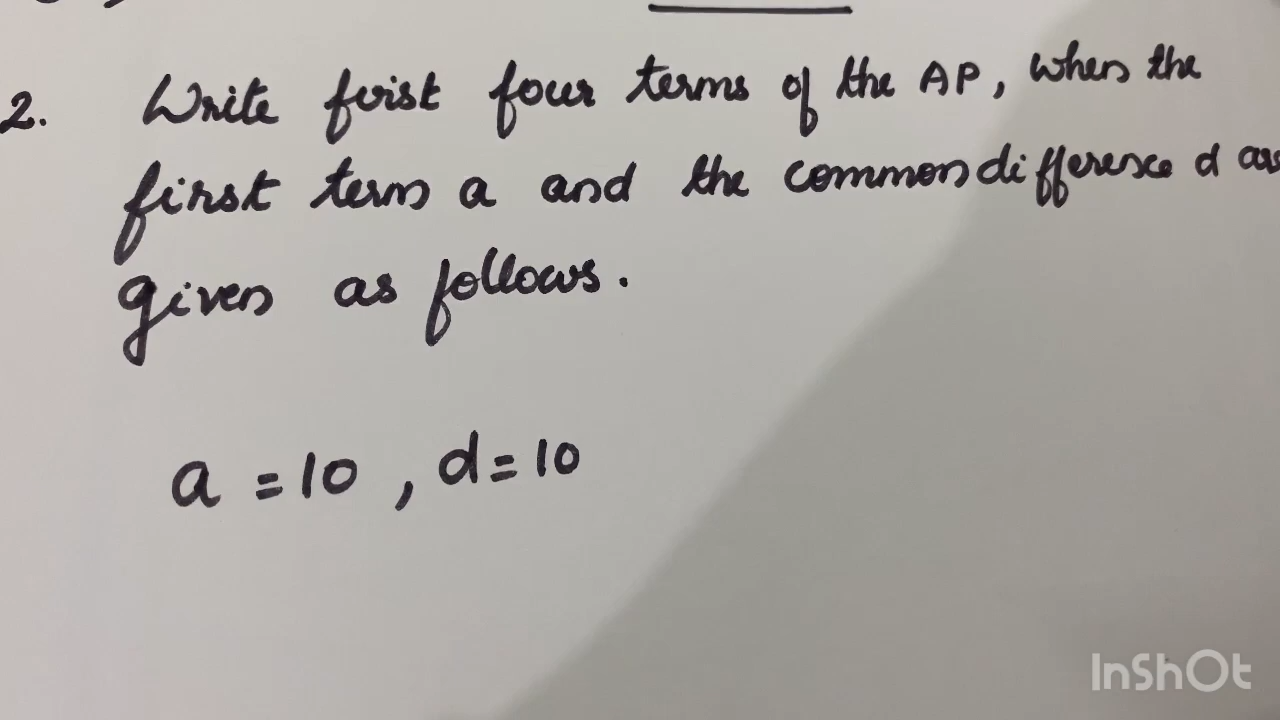 2. Write first four terms of the AP, when the
first term a and the common difference d are
given as follows.
a = 10, d = 10
InShOt